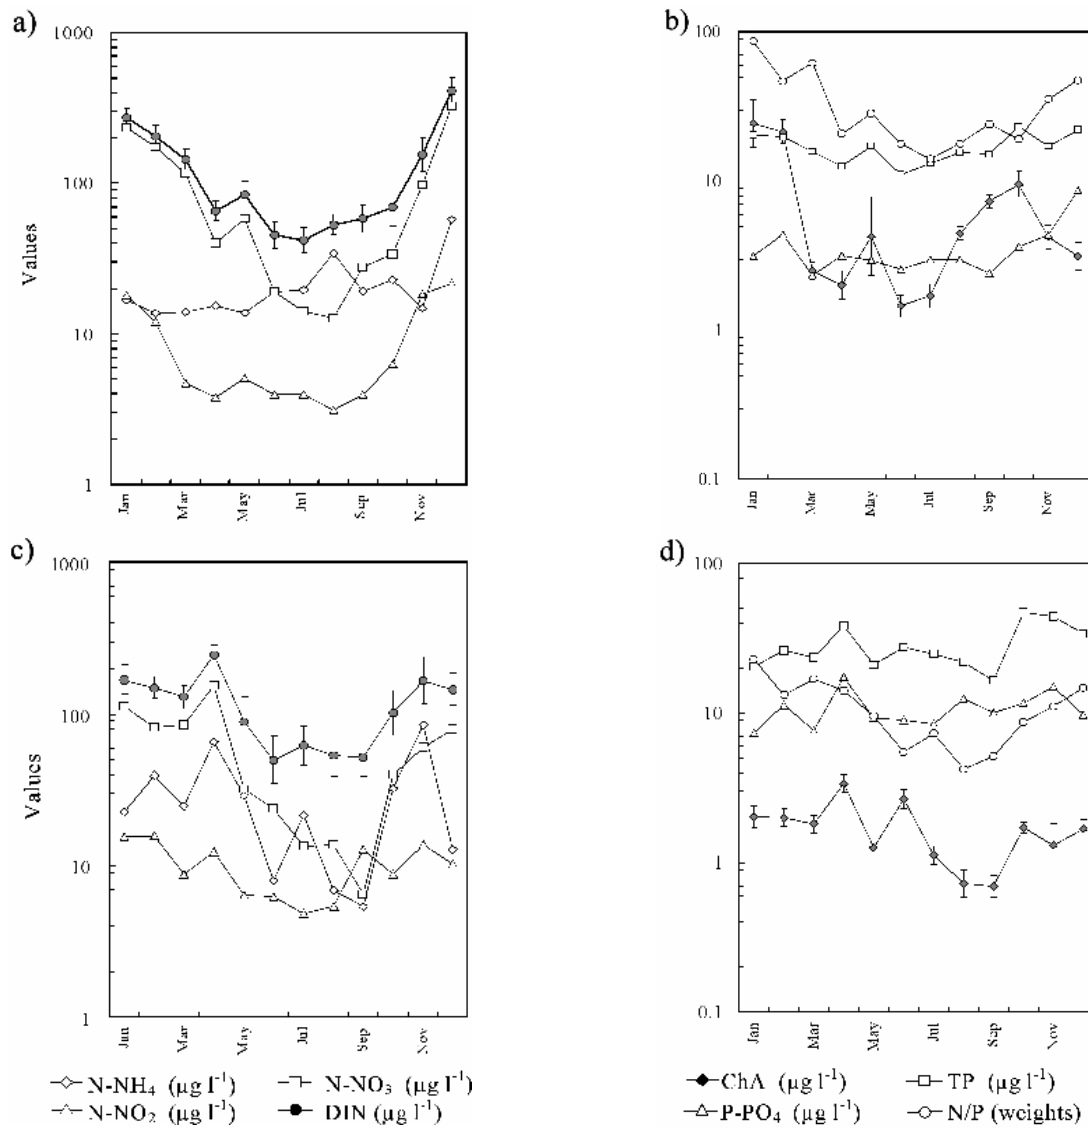 a)
1000
100
10
1
Values
Jan Mar May Jul Sep Nov
b)
100
10
1
0.1
Jan Mar May Jul Sep Nov
c)
1000
100
10
1
Values
Jun Mar May Jul Sep Nov
d)
100
10
1
0.1
Jan Mar May Jul Sep Nov
N-NH₄ (µg l⁻¹) N-NO₃ (µg l⁻¹)
N-NO₂ (µg l⁻¹) DIN (µg l⁻¹)
ChA (µg l⁻¹) TP (µg l⁻¹)
P-PO₄ (µg l⁻¹) N/P (weights)